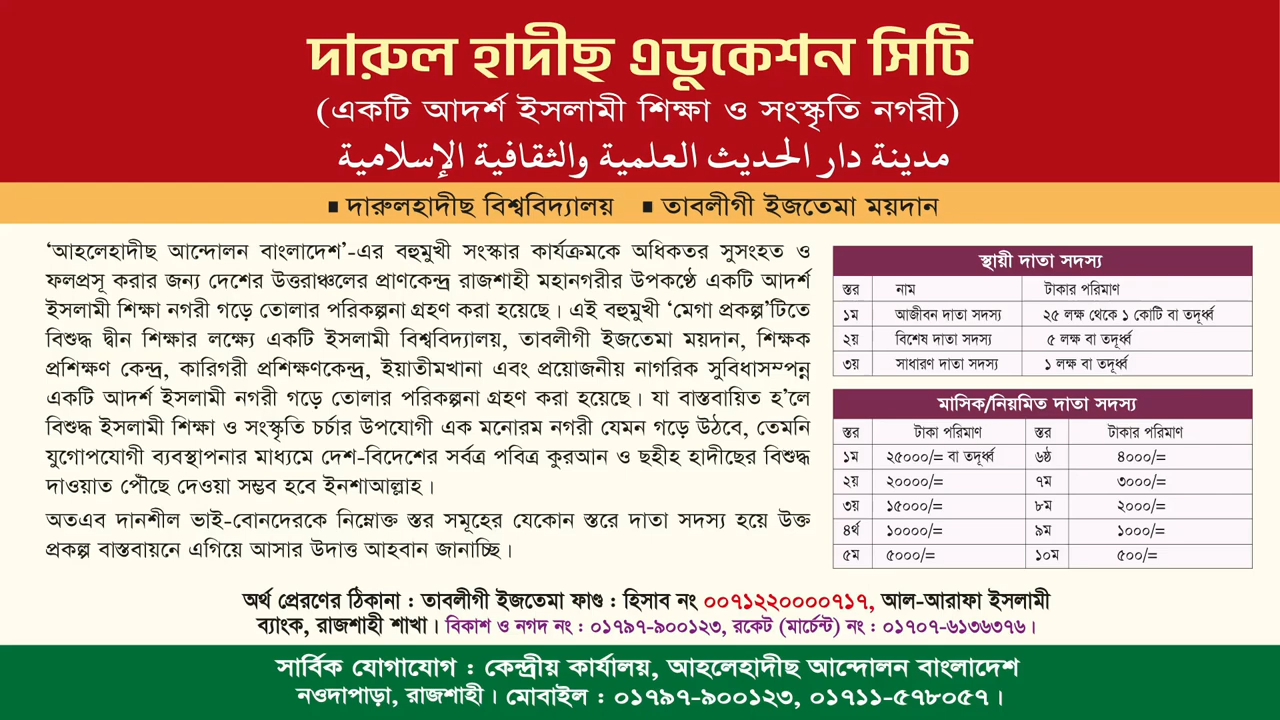 দারুল হাদীছ এডুকেশন সিটি
(একটি আদর্শ ইসলামী শিক্ষা ও সংস্কৃতি নগরী)
مدينة دار الحديث العلمية والثقافية الإسلامية
▪ দারুলহাদীছ বিশ্ববিদ্যালয় ▪ তাবলীগী ইজতেমা ময়দান
‘আহলেহাদীছ আন্দোলন বাংলাদেশ’-এর বহুমুখী সংস্কার কার্যক্রমকে অধিকতর সুসংহত ও
ফলপ্রসূ করার জন্য দেশের উত্তরাঞ্চলের প্রাণকেন্দ্র রাজশাহী মহানগরীর উপকণ্ঠে একটি আদর্শ
ইসলামী শিক্ষা নগরী গড়ে তোলার পরিকল্পনা গ্রহণ করা হয়েছে। এই বহুমুখী ‘মেগা প্রকল্প’টিতে
বিশুদ্ধ দ্বীন শিক্ষার লক্ষ্যে একটি ইসলামী বিশ্ববিদ্যালয়, তাবলীগী ইজতেমা ময়দান, শিক্ষক
প্রশিক্ষণ কেন্দ্র, কারিগরী প্রশিক্ষণকেন্দ্র, ইয়াতীমখানা এবং প্রয়োজনীয় নাগরিক সুবিধাসম্পন্ন
একটি আদর্শ ইসলামী নগরী গড়ে তোলার পরিকল্পনা গ্রহণ করা হয়েছে। যা বাস্তবায়িত হ’লে
বিশুদ্ধ ইসলামী শিক্ষা ও সংস্কৃতি চর্চার উপযোগী এক মনোরম নগরী যেমন গড়ে উঠবে, তেমনি
যুগোপযোগী ব্যবস্থাপনার মাধ্যমে দেশ-বিদেশের সর্বত্র পবিত্র কুরআন ও ছহীহ হাদীছের বিশুদ্ধ
দাওয়াত পৌঁছে দেওয়া সম্ভব হবে ইনশাআল্লাহ।
অতএব দানশীল ভাই-বোনদেরকে নিম্নোক্ত স্তর সমূহের যেকোন স্তরে দাতা সদস্য হয়ে উক্ত
প্রকল্প বাস্তবায়নে এগিয়ে আসার উদাত্ত আহবান জানাচ্ছি।
স্থায়ী দাতা সদস্য
স্তর নাম টাকার পরিমাণ
১ম আজীবন দাতা সদস্য ২৫ লক্ষ থেকে ১ কোটি বা তদূর্ধ্ব
২য় বিশেষ দাতা সদস্য ৫ লক্ষ বা তদূর্ধ্ব
৩য় সাধারণ দাতা সদস্য ১ লক্ষ বা তদূর্ধ্ব
মাসিক/নিয়মিত দাতা সদস্য
স্তর টাকা পরিমাণ স্তর টাকার পরিমাণ
১ম ২৫০০০/= বা তদূর্ধ্ব ৬ষ্ঠ ৪০০০/=
২য় ২০০০০/= ৭ম ৩০০০/=
৩য় ১৫০০০/= ৮ম ২০০০/=
৪র্থ ১০০০০/= ৯ম ১০০০/=
৫ম ৫০০০/= ১০ম ৫০০/=
অর্থ প্রেরণের ঠিকানা : তাবলীগী ইজতেমা ফাণ্ড : হিসাব নং ০০৭১২২০০০০৭১৭, আল-আরাফা ইসলামী
ব্যাংক, রাজশাহী শাখা। বিকাশ ও নগদ নং : ০১৭৯৭-৯০০১২৩, রকেট (মার্চেন্ট) নং : ০১৭০৭-৬১৩৬৩৭৬।
সার্বিক যোগাযোগ : কেন্দ্রীয় কার্যালয়, আহলেহাদীছ আন্দোলন বাংলাদেশ
নওদাপাড়া, রাজশাহী। মোবাইল : ০১৭৯৭-৯০০১২৩, ০১৭১১-৫৭৮০৫৭।